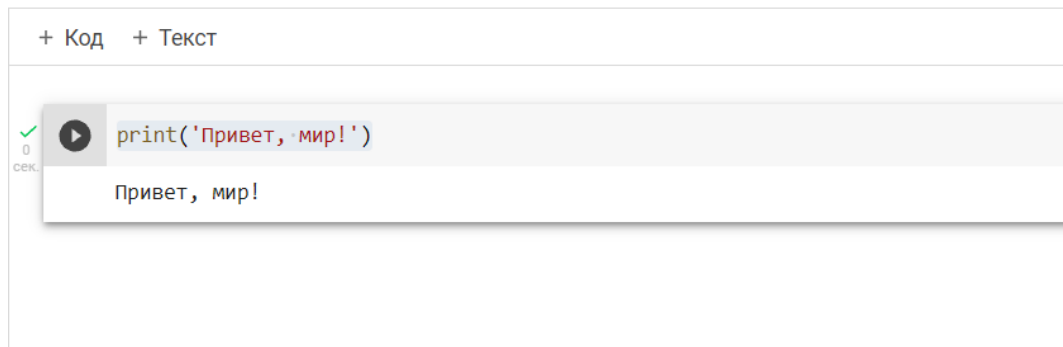 + Код + Текст
0
сек.
print('Привет, мир!')
Привет, мир!